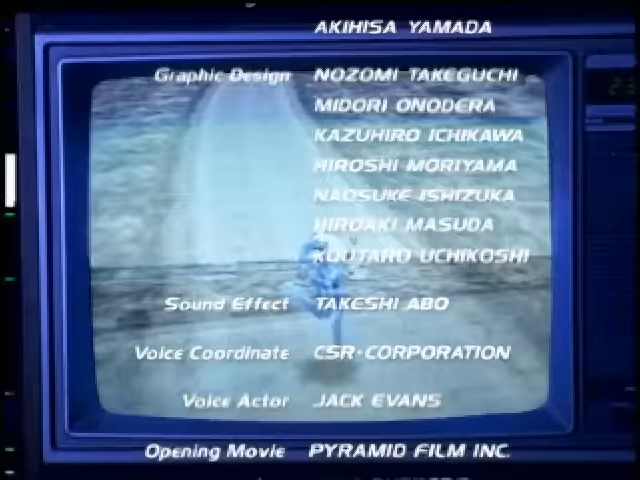 AKIHISA YAMADA
Graphic Design NOZOMI TAKEGUCHI
MIDORI ONODERA
KAZUHIRO ICHIKAWA
HIROSHI MORIYAMA
NAOSUKE ISHIZUKA
HIROAKI MASUDA
KOUTARO UCHIKOSHI
Sound Effect TAKESHI ABO
Voice Coordinate CSR·CORPORATION
Voice Actor JACK EVANS
Opening Movie PYRAMID FILM INC.